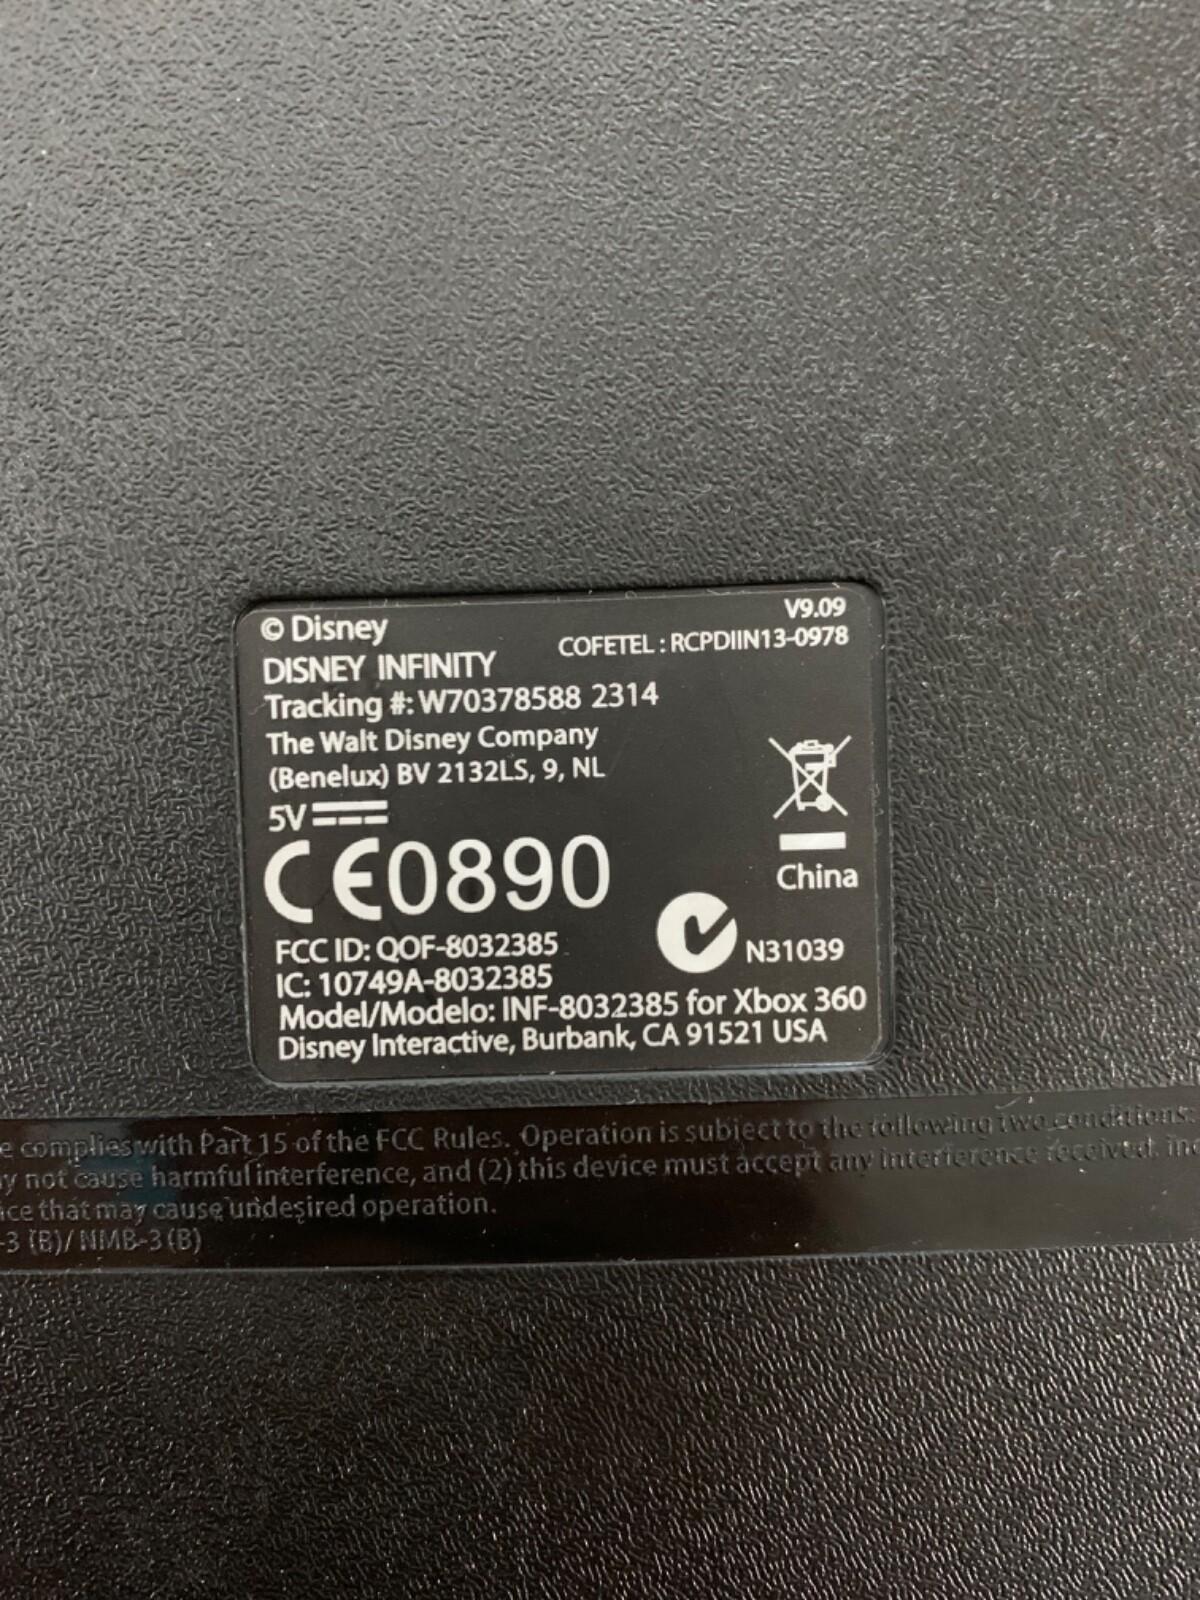 © Disney
V9.09
DISNEY INFINITY
COFETEL : RCPDIIN13-0978
Tracking #: W70378588 2314
The Walt Disney Company
(Benelux) BV 2132LS, 9, NL
5V
CE0890
China
FCC ID: QOF-8032385
N31039
IC: 10749A-8032385
Model/Modelo: INF-8032385 for Xbox 360
Disney Interactive, Burbank, CA 91521 USA
complies with Part 15 of the FCC Rules. Operation is subject to the following two conditions:
not cause harmful interference, and (2) this device must accept any interference received,
that may cause undesired operation.
-3 (B)/ NMB-3 (B)